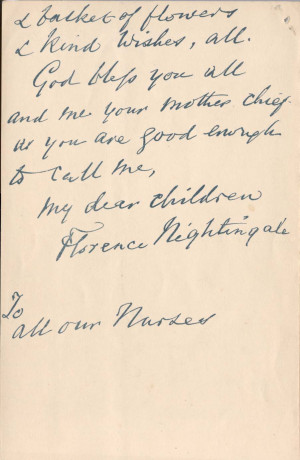 & basket of flowers
& kind wishes, all.
God bless you all
and me your mother chief
as you are good enough
to call me,
my dear children
Florence Nightingale
To
all our Nurses